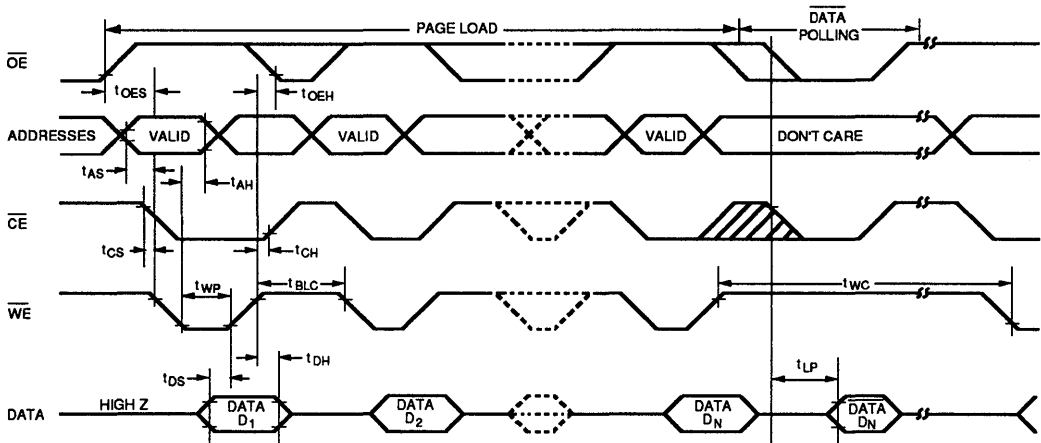 PAGE LOAD
DATA
POLLING
OE
tOES
tOEH
ADDRESSES
VALID
VALID
VALID
DON'T CARE
tAS
tAH
CE
tCS
tCH
tWP
tBLC
tWC
WE
tDS
tDH
tLP
DATA
HIGH Z
DATA
D1
D2
DATA
DN
DATA
DN